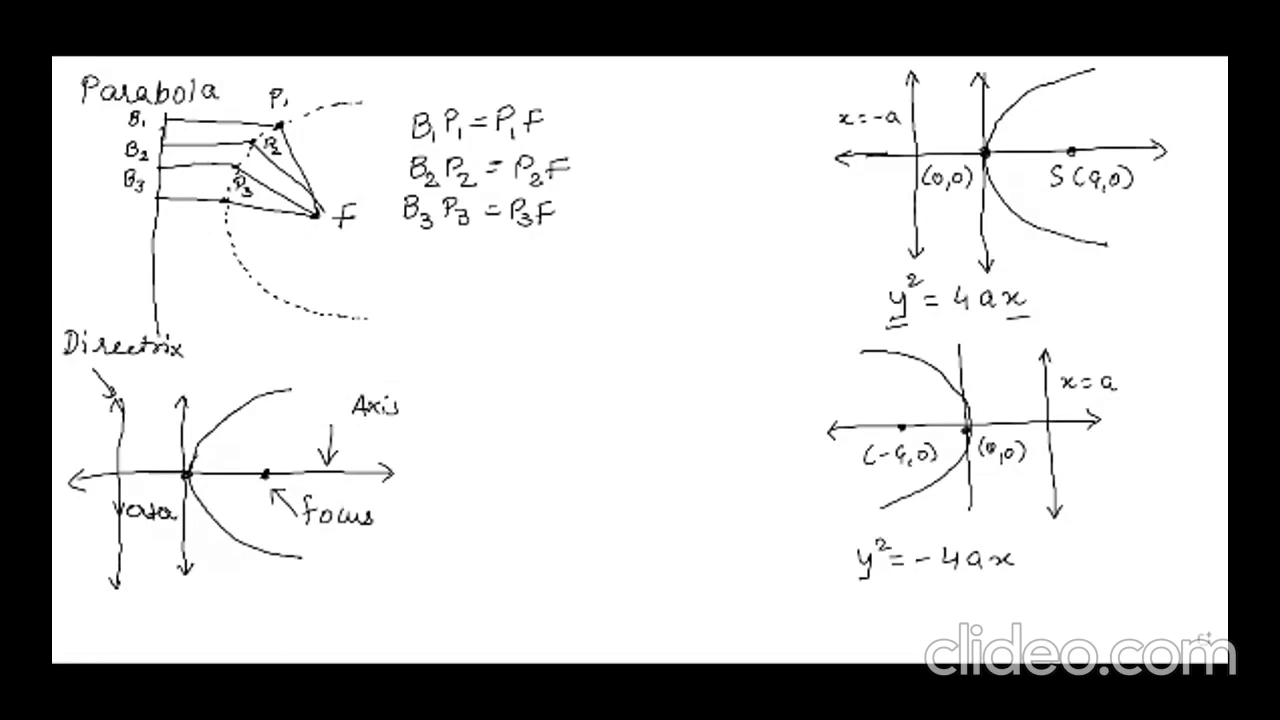 Parabola
P₁
B₁
B₂
P₂
B₃
P₃
F
B₁P₁ = P₁F
B₂P₂ = P₂F
B₃P₃ = P₃F
Directrix
Axis
focus
x = -a
(0,0)
S(a,0)
y² = 4ax
x = a
(-a,0)
(0,0)
y² = -4ax
clideo.com